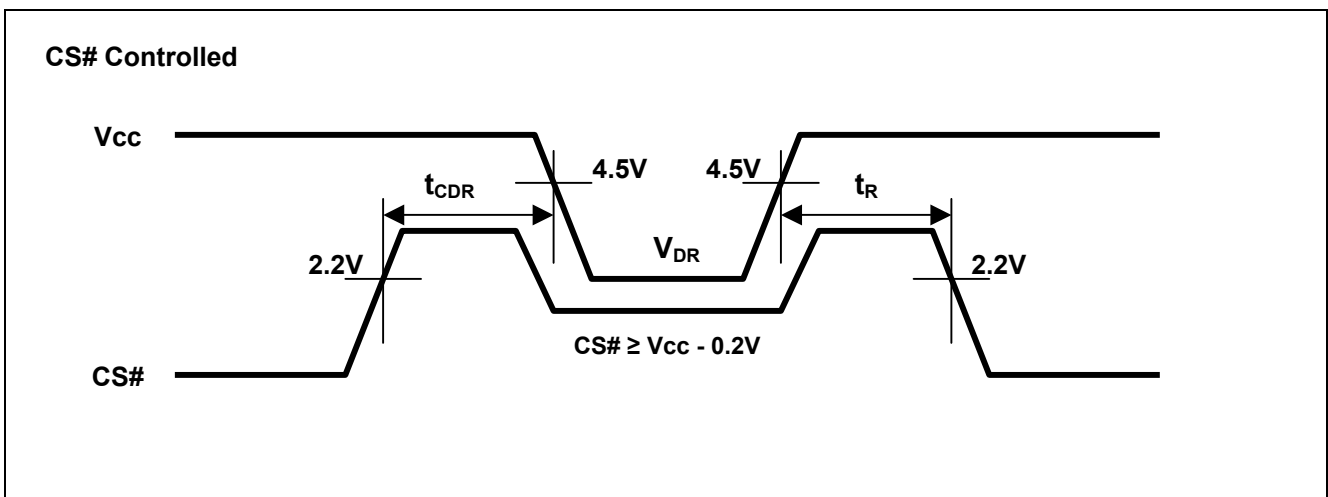 CS# Controlled
Vcc
4.5V
4.5V
tCDR
tR
VDR
2.2V
2.2V
CS# ≥ Vcc - 0.2V
CS#